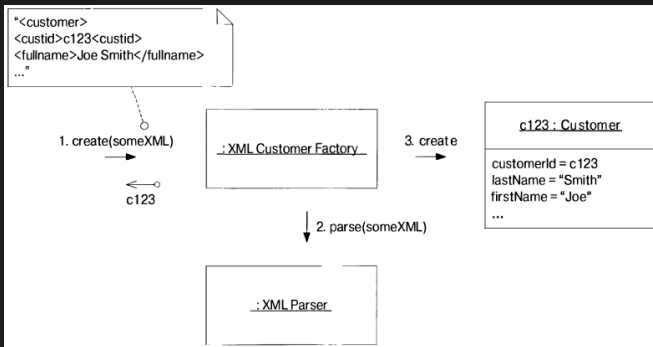 “<customer>
<custid>c123<custid>
<fullname>Joe Smith</fullname>
...”
1. create(someXML)
c123
: XML Customer Factory
3. create
c123 : Customer
customerId = c123
lastName = “Smith”
firstName = “Joe”
...
2. parse(someXML)
: XML Parser